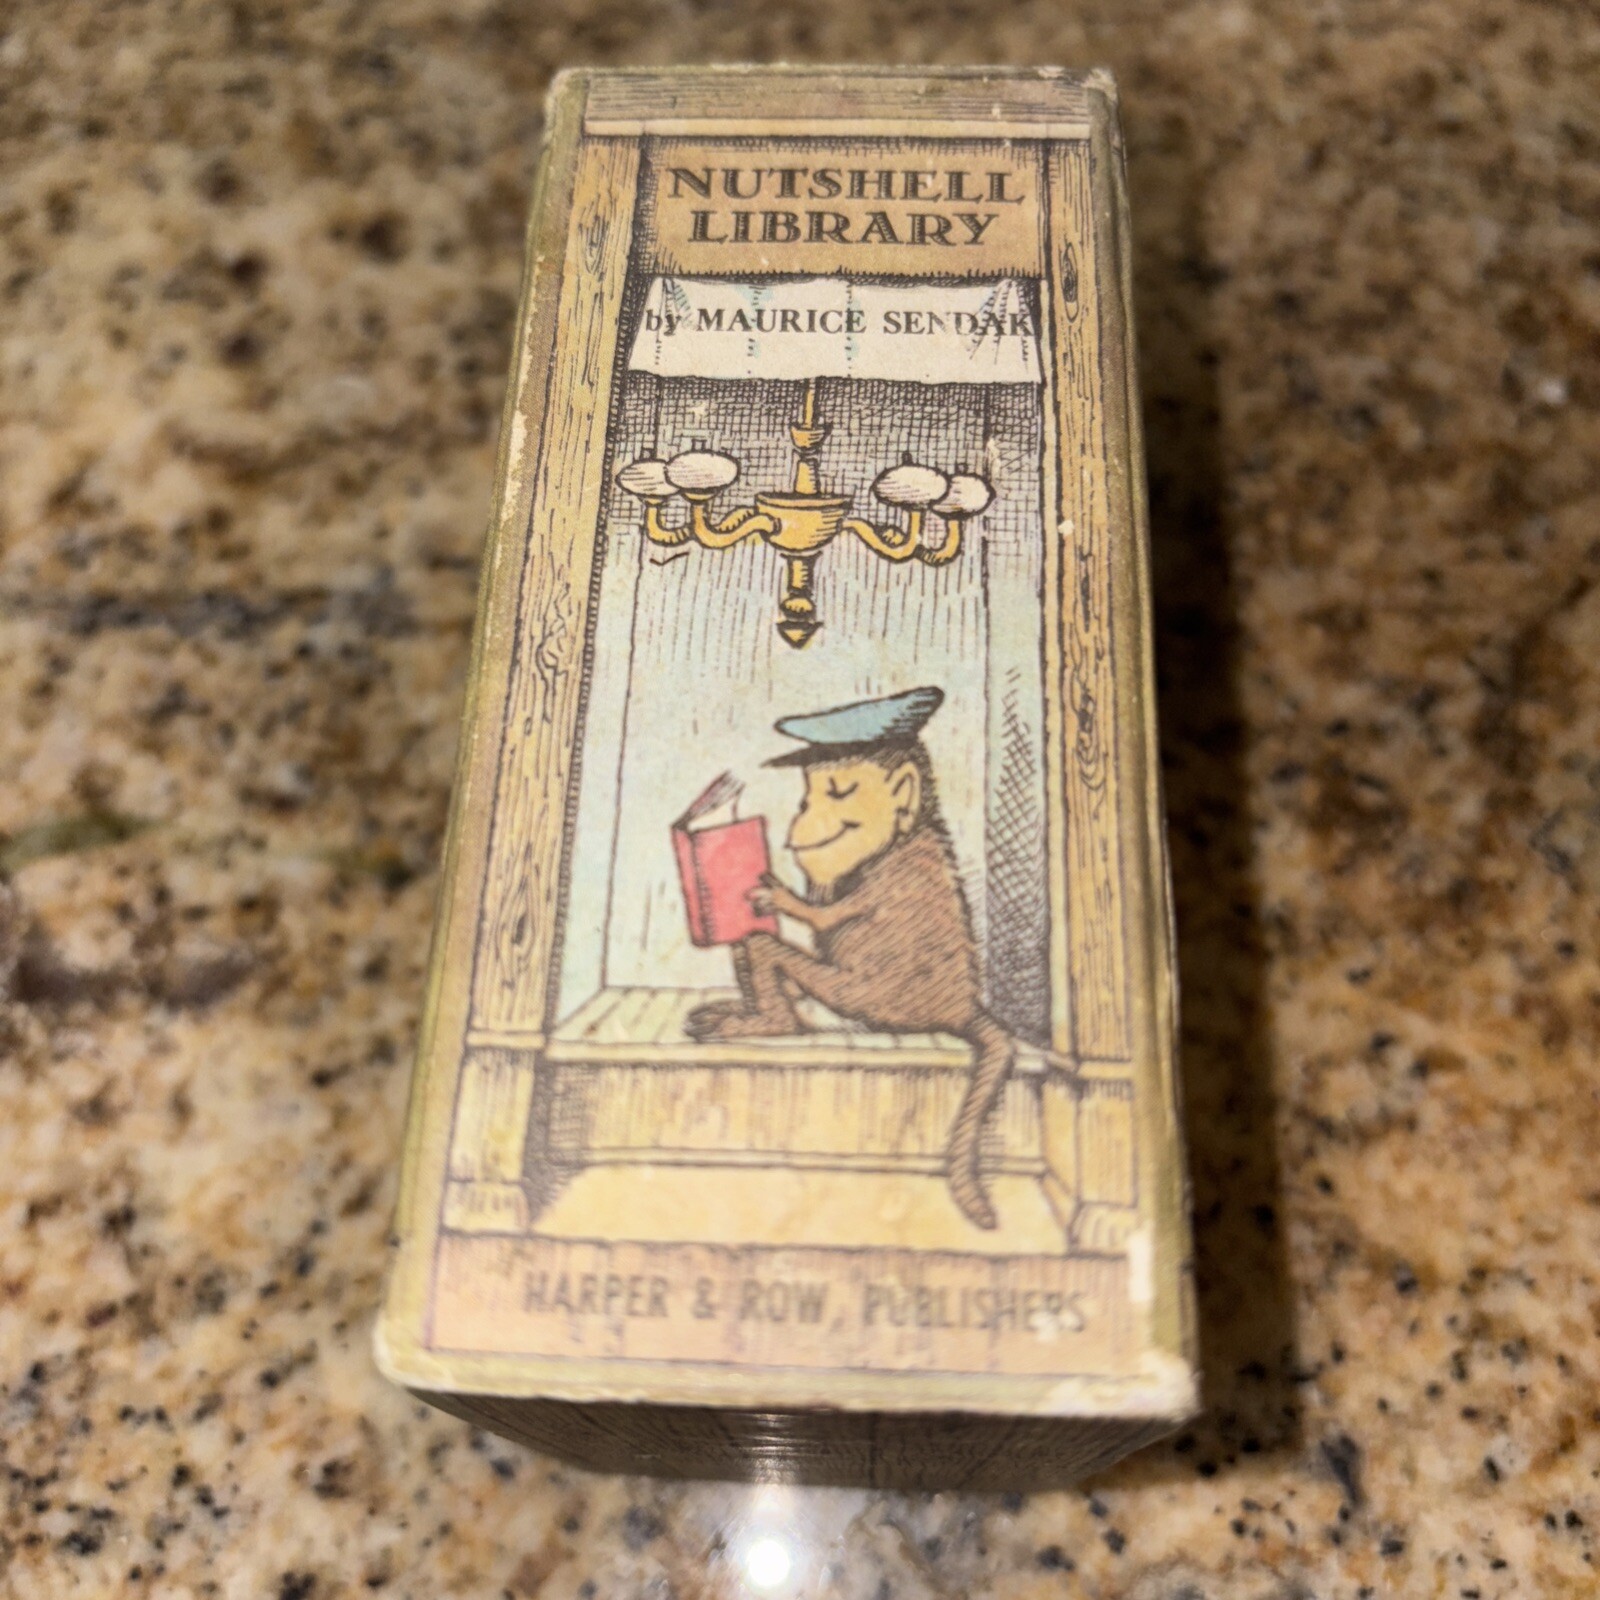 NUTSHELL
LIBRARY
by MAURICE SENDAK
HARPER & ROW, PUBLISHERS